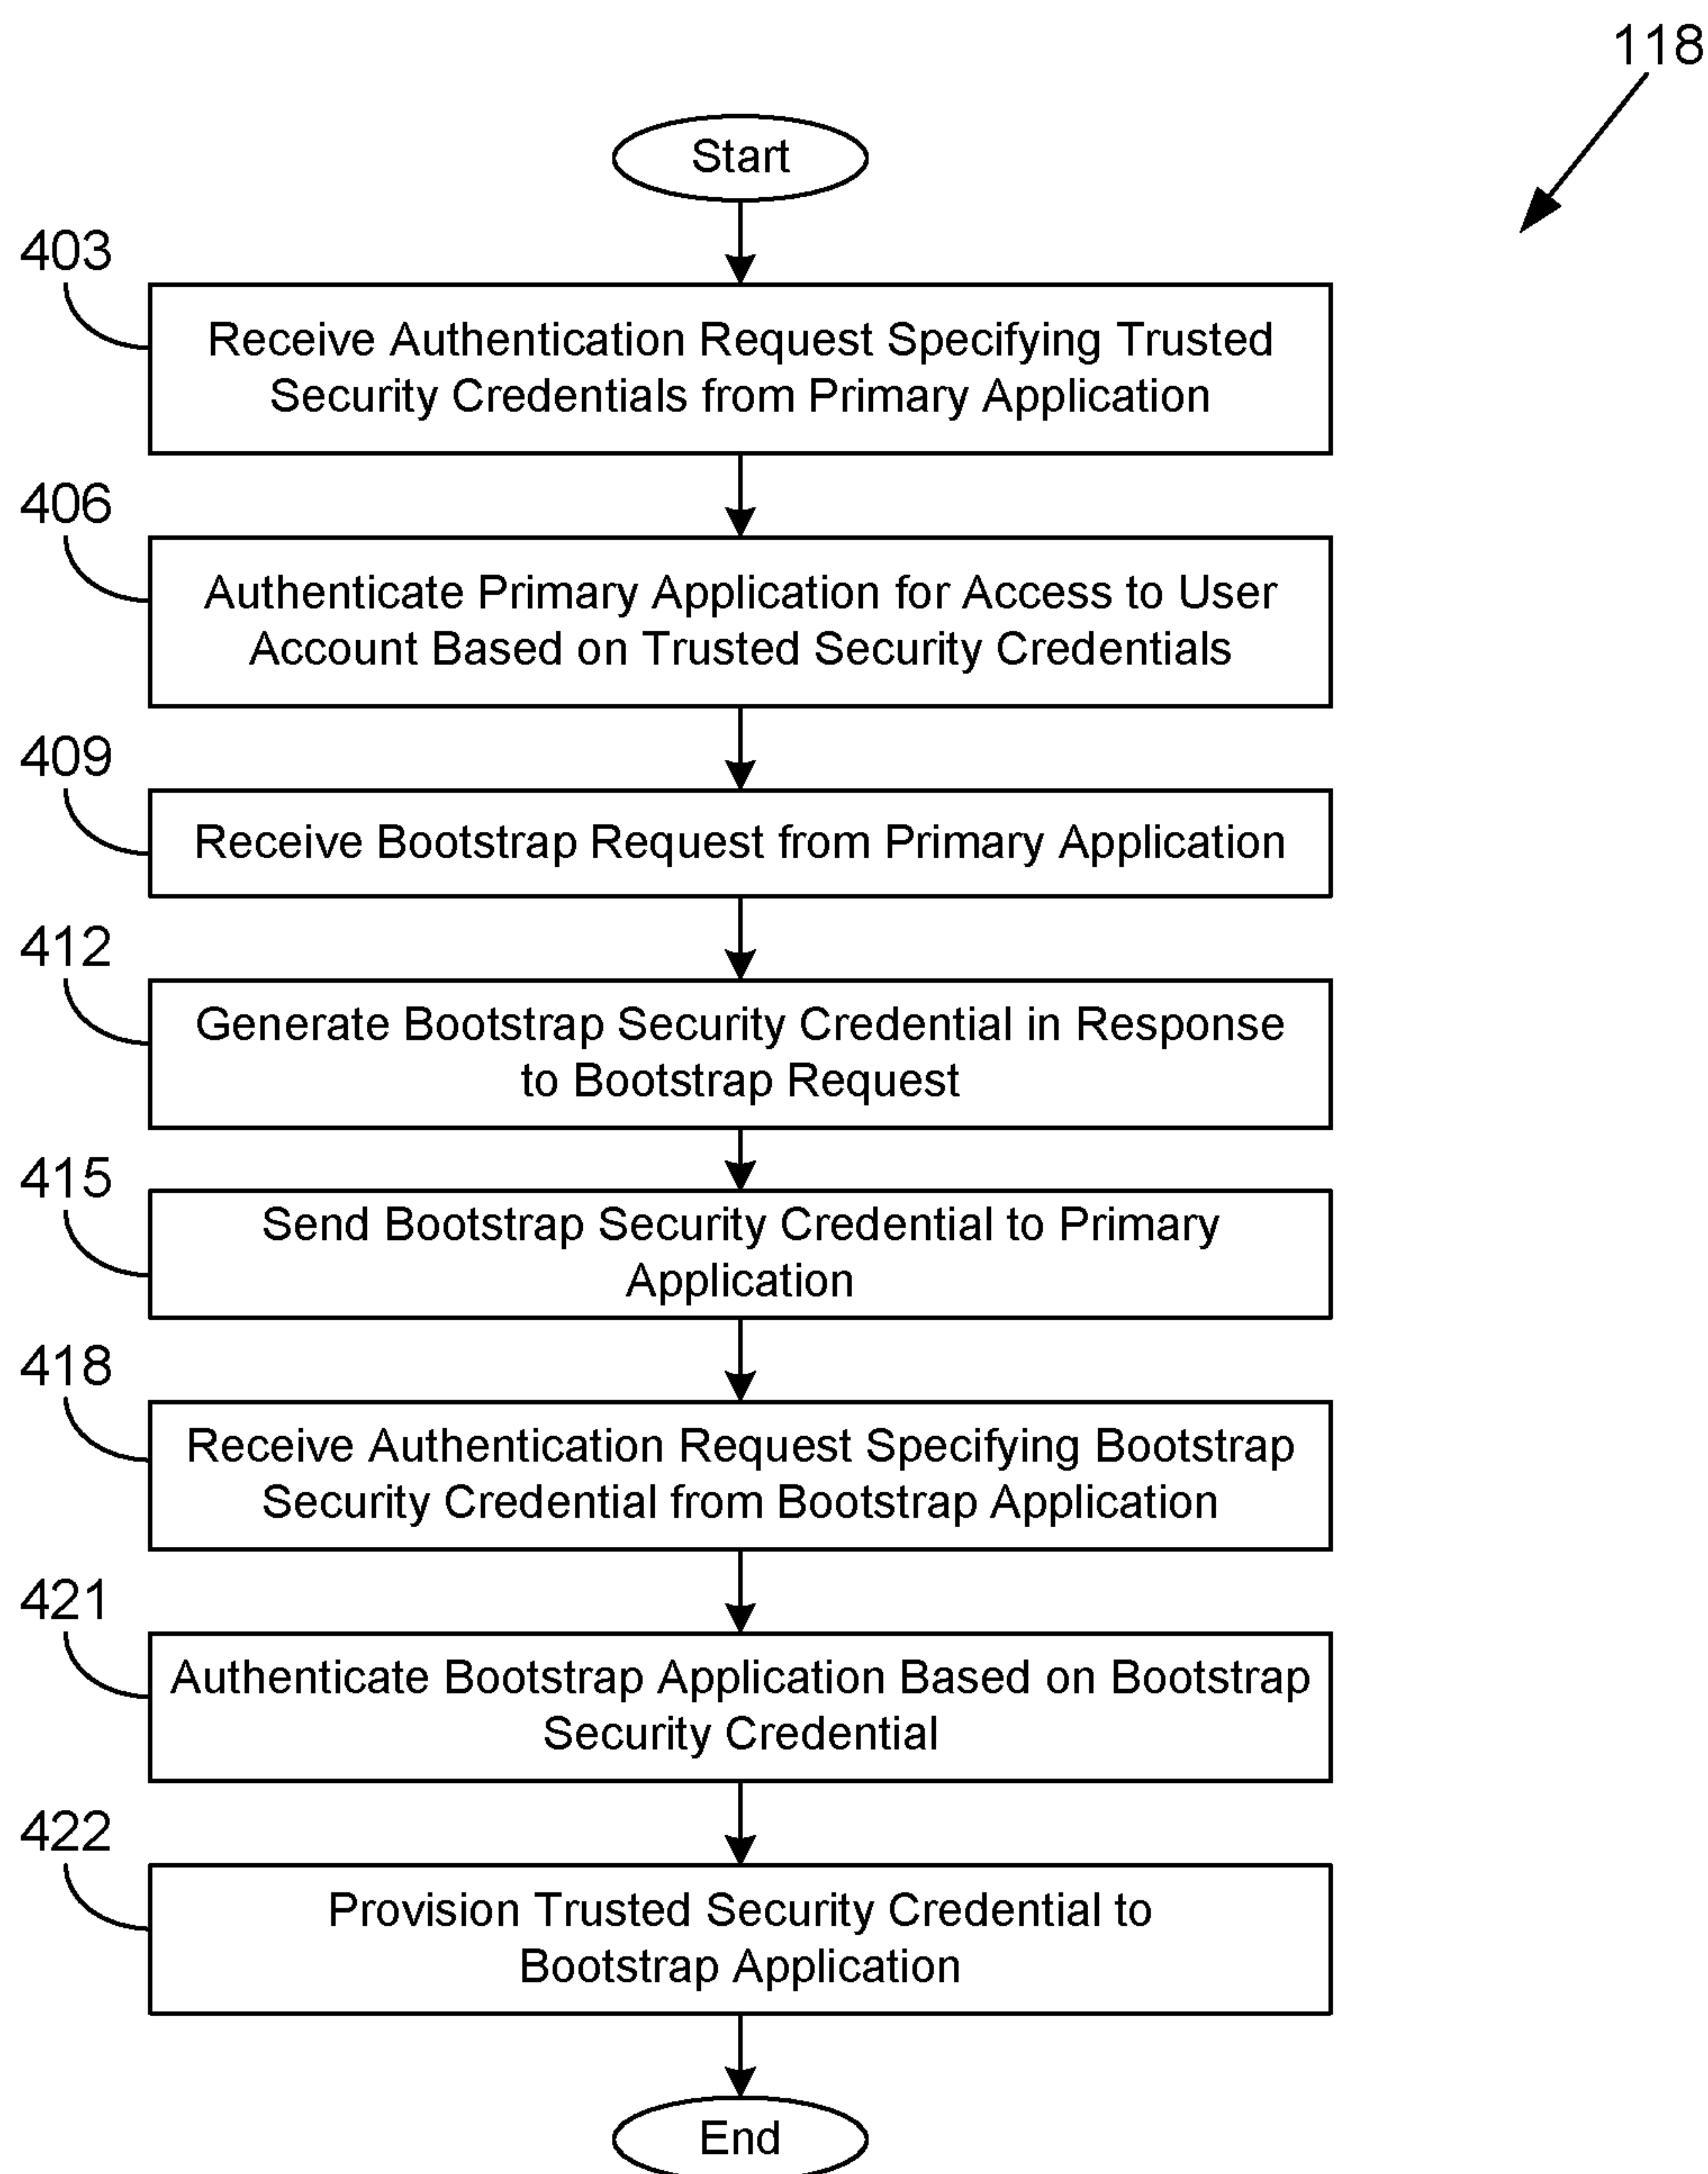 118
Start
403
Receive Authentication Request Specifying Trusted
Security Credentials from Primary Application
406
Authenticate Primary Application for Access to User
Account Based on Trusted Security Credentials
409
Receive Bootstrap Request from Primary Application
412
Generate Bootstrap Security Credential in Response
to Bootstrap Request
415
Send Bootstrap Security Credential to Primary
Application
418
Receive Authentication Request Specifying Bootstrap
Security Credential from Bootstrap Application
421
Authenticate Bootstrap Application Based on Bootstrap
Security Credential
422
Provision Trusted Security Credential to
Bootstrap Application
End